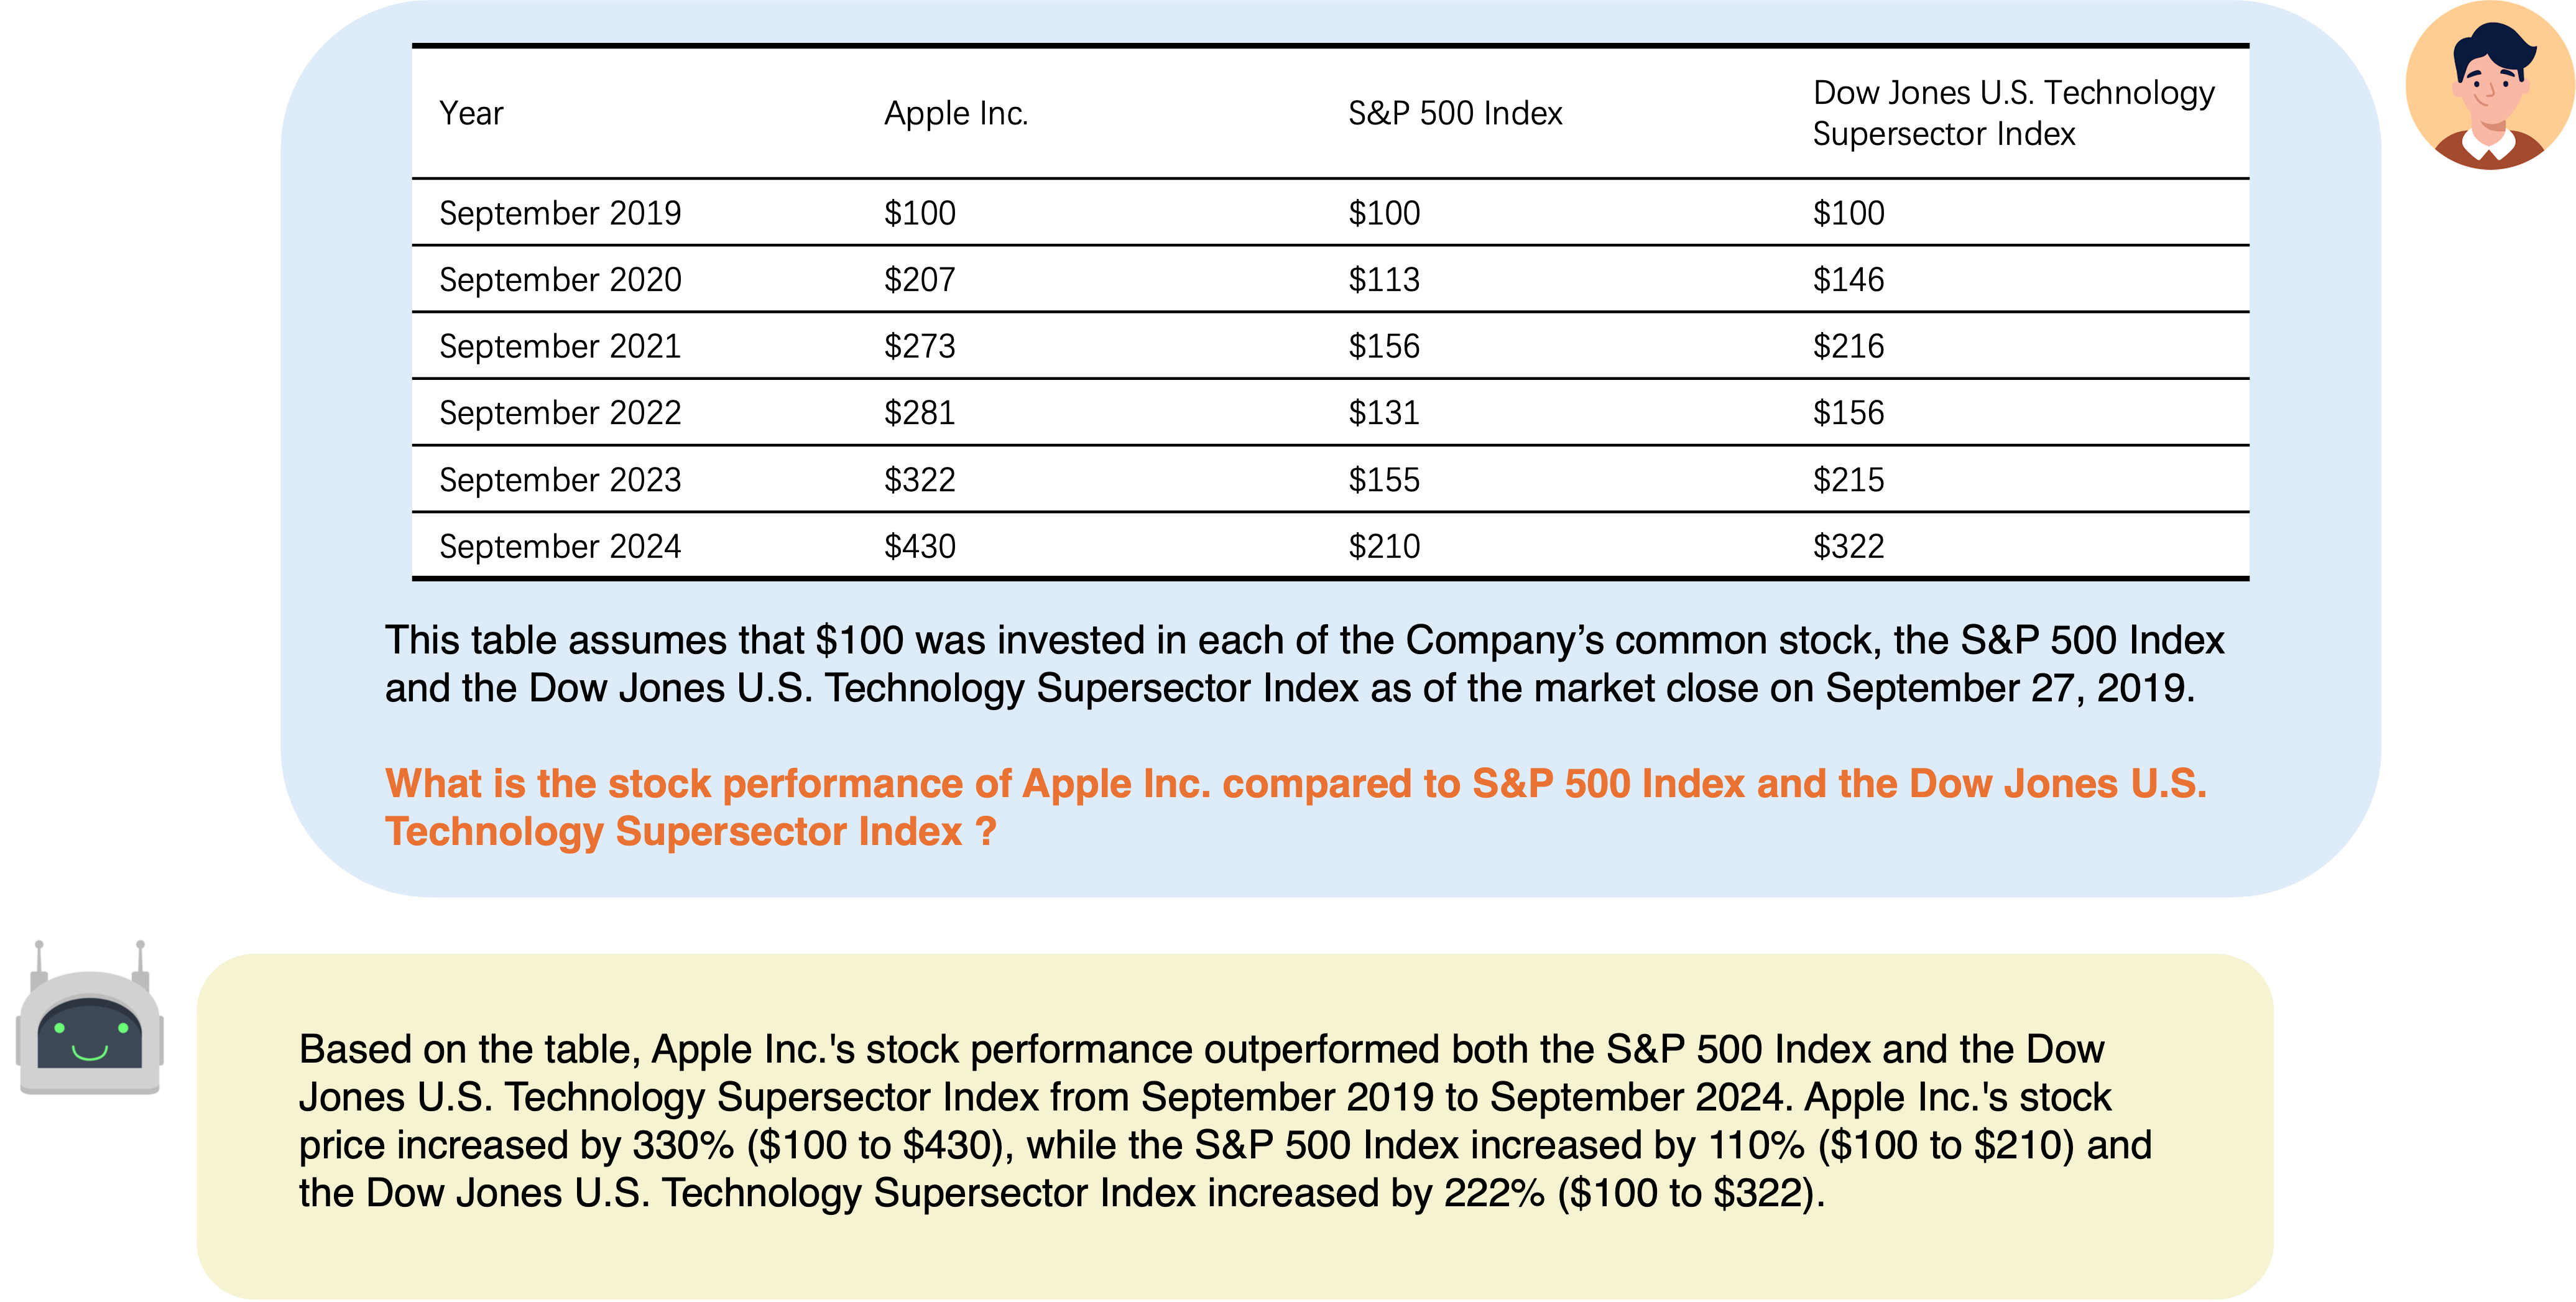 Year Apple Inc. S&P 500 Index Dow Jones U.S. Technology
Supersector Index
September 2019 $100 $100 $100
September 2020 $207 $113 $146
September 2021 $273 $156 $216
September 2022 $281 $131 $156
September 2023 $322 $155 $215
September 2024 $430 $210 $322
This table assumes that $100 was invested in each of the Company’s common stock, the S&P 500 Index
and the Dow Jones U.S. Technology Supersector Index as of the market close on September 27, 2019.
What is the stock performance of Apple Inc. compared to S&P 500 Index and the Dow Jones U.S.
Technology Supersector Index ?
Based on the table, Apple Inc.'s stock performance outperformed both the S&P 500 Index and the Dow
Jones U.S. Technology Supersector Index from September 2019 to September 2024. Apple Inc.'s stock
price increased by 330% ($100 to $430), while the S&P 500 Index increased by 110% ($100 to $210) and
the Dow Jones U.S. Technology Supersector Index increased by 222% ($100 to $322).